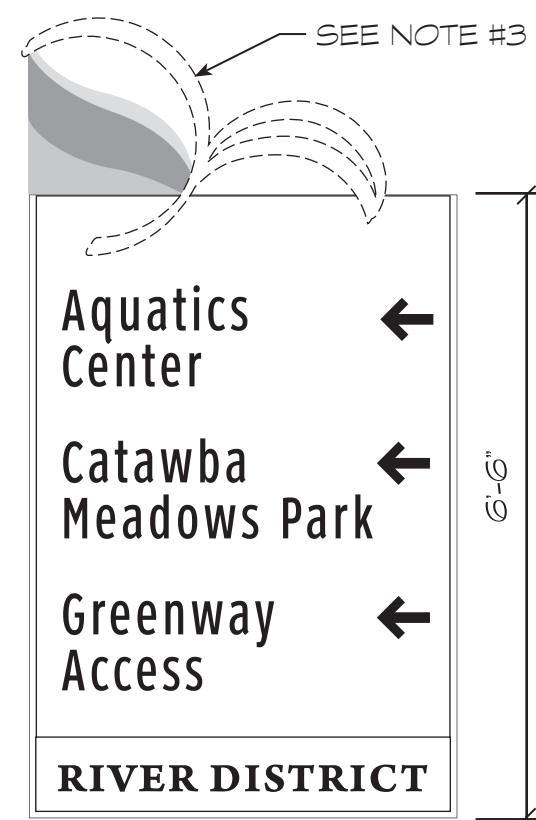 SEE NOTE #3
Aquatics
Center
Catawba
Meadows Park
Greenway
Access
6'-6"
RIVER DISTRICT